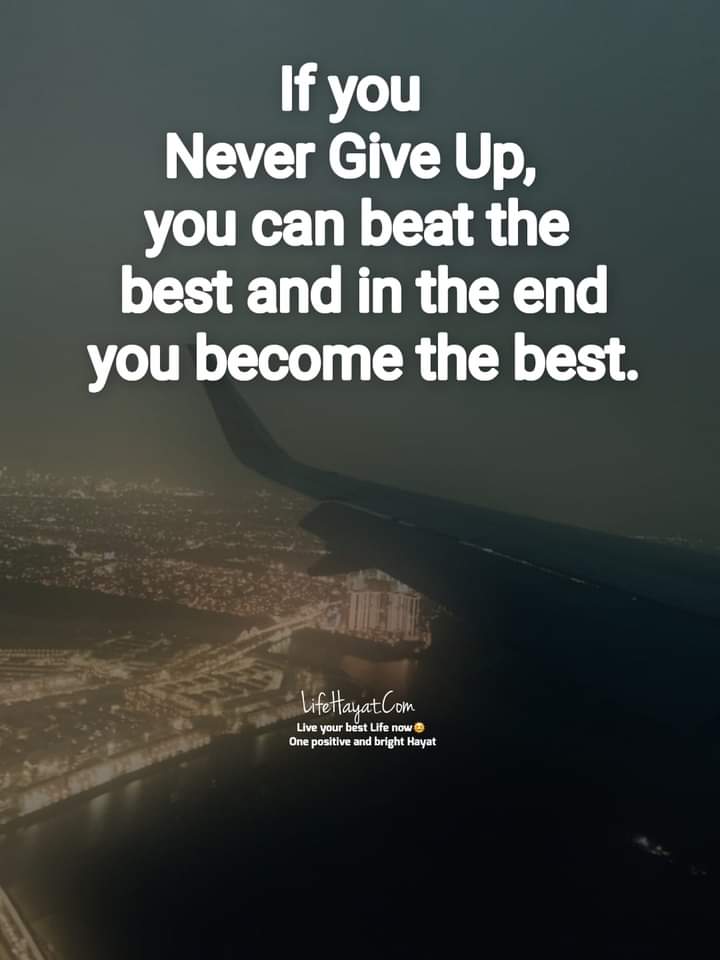 If you
Never Give Up,
you can beat the
best and in the end
you become the best.
LifeHayat.Com
Live your best Life now😊
One positive and bright Hayat